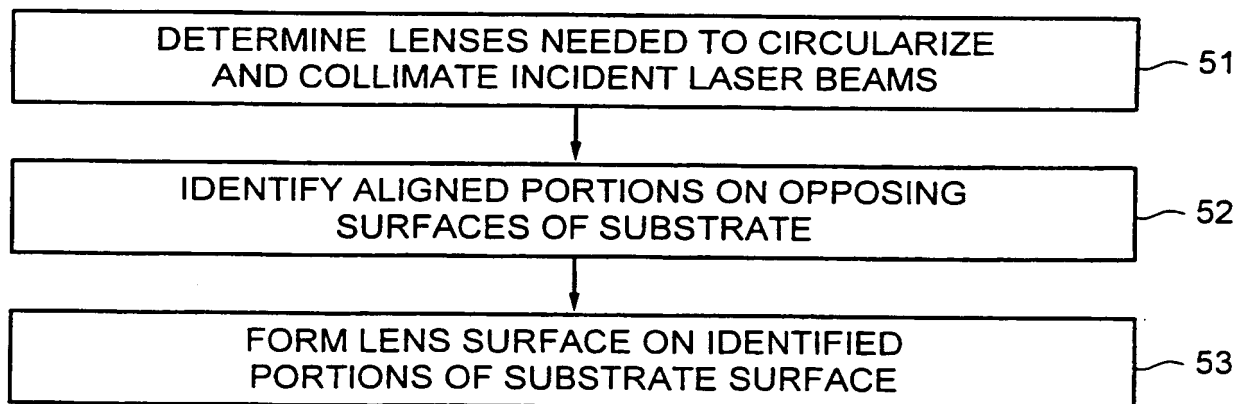 DETERMINE LENSES NEEDED TO CIRCULARIZE
AND COLLIMATE INCIDENT LASER BEAMS
51
IDENTIFY ALIGNED PORTIONS ON OPPOSING
SURFACES OF SUBSTRATE
52
FORM LENS SURFACE ON IDENTIFIED
PORTIONS OF SUBSTRATE SURFACE
53